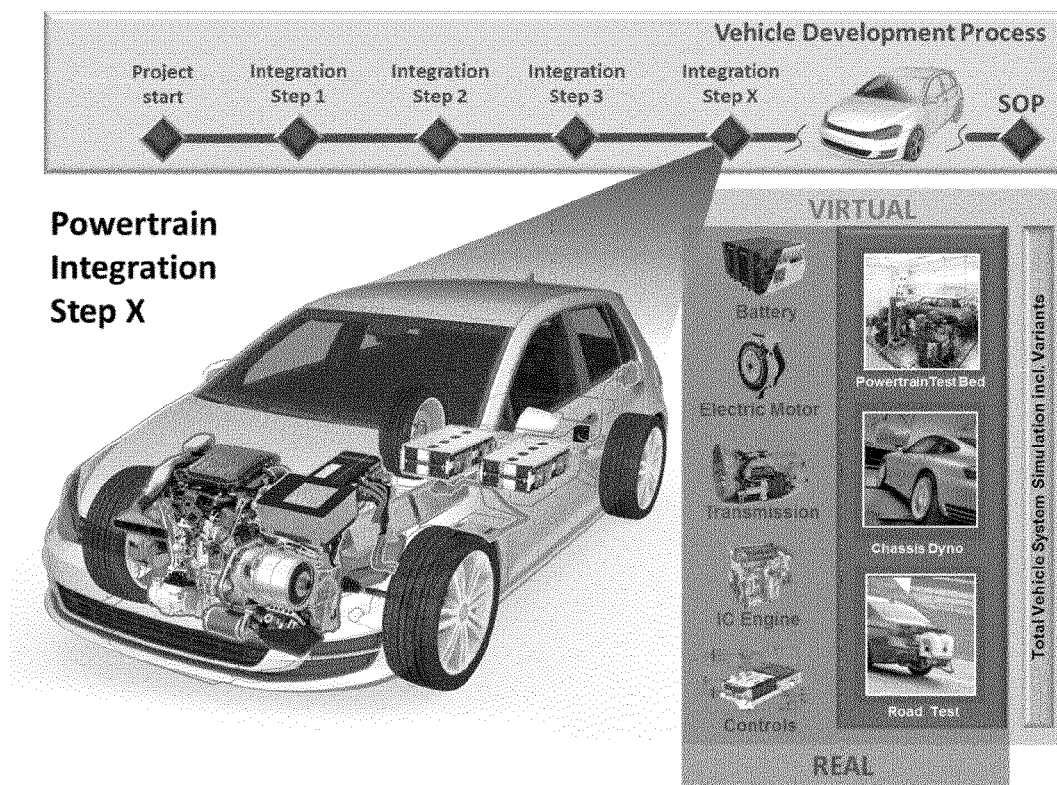 Vehicle Development Process
Project
start
Integration
Step 1
Integration
Step 2
Integration
Step 3
Integration
Step X
SOP
Powertrain
Integration
Step X
VIRTUAL
Battery
Electric Motor
Transmission
IC Engine
Controls
PowertrainTest Bed
Chassis Dyno
Road Test
Total Vehicle System Simulation incl. Variants
REAL